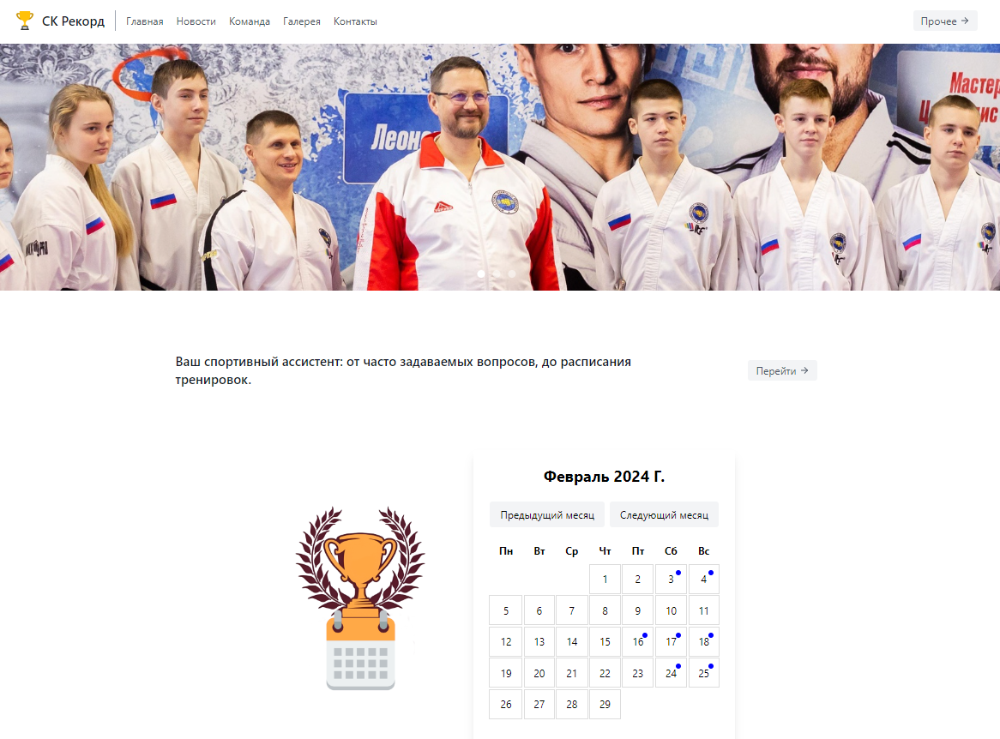 СК Рекорд
Главная Новости Команда Галерея Контакты
Прочее →
Леон
Мастер
Ваш спортивный ассистент: от часто задаваемых вопросов, до расписания
тренировок.
Перейти →
Февраль 2024 Г.
Предыдущий месяц Следующий месяц
Пн Вт Ср Чт Пт Сб Вс
1 2 3 4
5 6 7 8 9 10 11
12 13 14 15 16 17 18
19 20 21 22 23 24 25
26 27 28 29